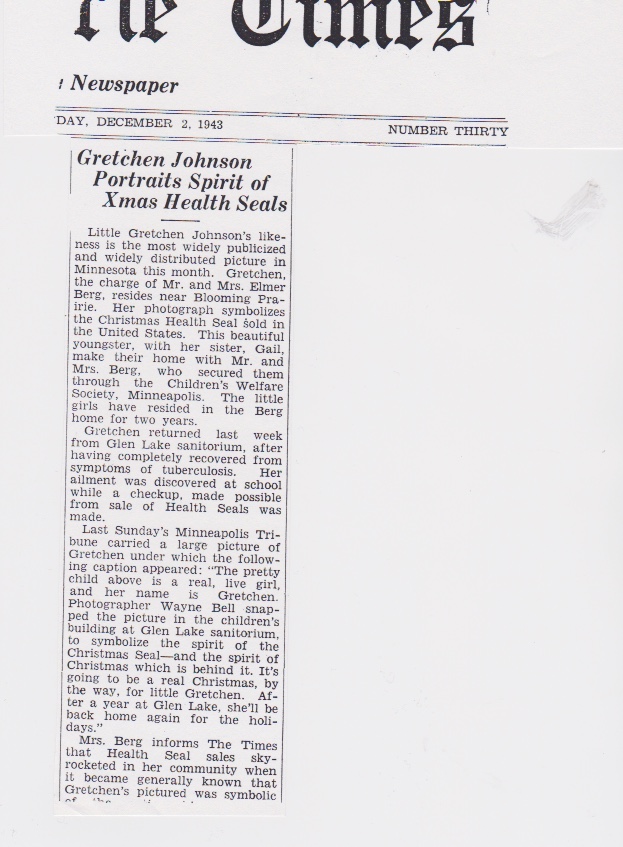 rie Times
Newspaper
DAY, DECEMBER 2, 1943
NUMBER THIRTY
Gretchen Johnson
Portraits Spirit of
Xmas Health Seals
Little Gretchen Johnson's like-
ness is the most widely publicized
and widely distributed picture in
Minnesota this month. Gretchen,
the charge of Mr. and Mrs. Elmer
Berg, resides near Blooming Pra-
irie. Her photograph symbolizes
the Christmas Health Seal sold in
the United States. This beautiful
youngster, with her sister, Gail,
make their home with Mr. and
Mrs. Berg, who secured them
through the Children's Welfare
Society, Minneapolis. The little
girls have resided in the Berg
home for two years.
Gretchen returned last week
from Glen Lake sanitorium, after
having completely recovered from
symptoms of tuberculosis. Her
ailment was discovered at school
while a checkup, made possible
from sale of Health Seals was
made.
Last Sunday's Minneapolis Tri-
bune carried a large picture of
Gretchen under which the follow-
ing caption appeared: "The pretty
child above is a real, live girl,
and her name is Gretchen.
Photographer Wayne Bell snap-
ped the picture in the children's
building at Glen Lake sanitorium,
to symbolize the spirit of the
Christmas Seal—and the spirit of
Christmas which is behind it. It's
going to be a real Christmas, by
the way, for little Gretchen. Af-
ter a year at Glen Lake, she'll be
back home again for the holi-
days."
Mrs. Berg informs The Times
that Health Seal sales sky-
rocketed in her community when
it became generally known that
Gretchen's pictured was symbolic